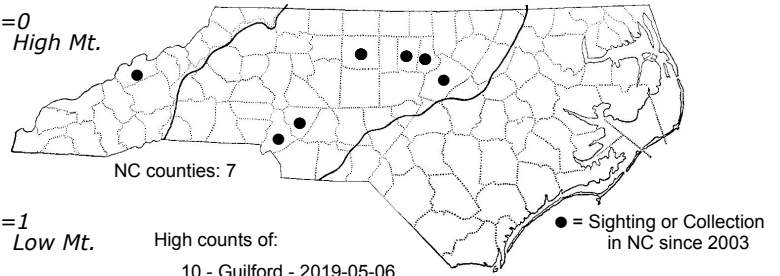 =0
High Mt.
NC counties: 7
=1
Low Mt.
High counts of:
10 - Guilford - 2019-05-06
● = Sighting or Collection
in NC since 2003